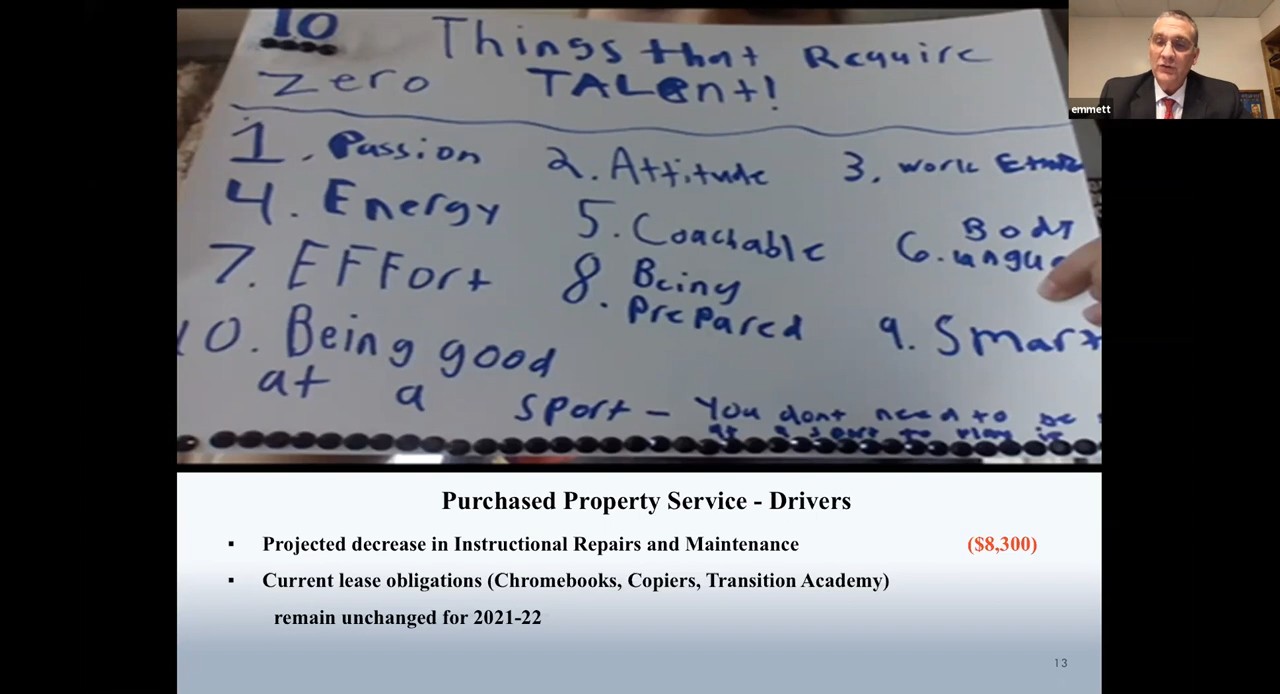 10 Things that Require
Zero TALent!
1. Passion 2. Attitude 3. work
4. Energy 5. Coachable 6. Body
7. EFFort 8. Being
Prepared 9. Smart
10. Being good
at a sport - You dont need to be
emmett
Purchased Property Service - Drivers
▪ Projected decrease in Instructional Repairs and Maintenance ($8,300)
▪ Current lease obligations (Chromebooks, Copiers, Transition Academy)
remain unchanged for 2021-22
13